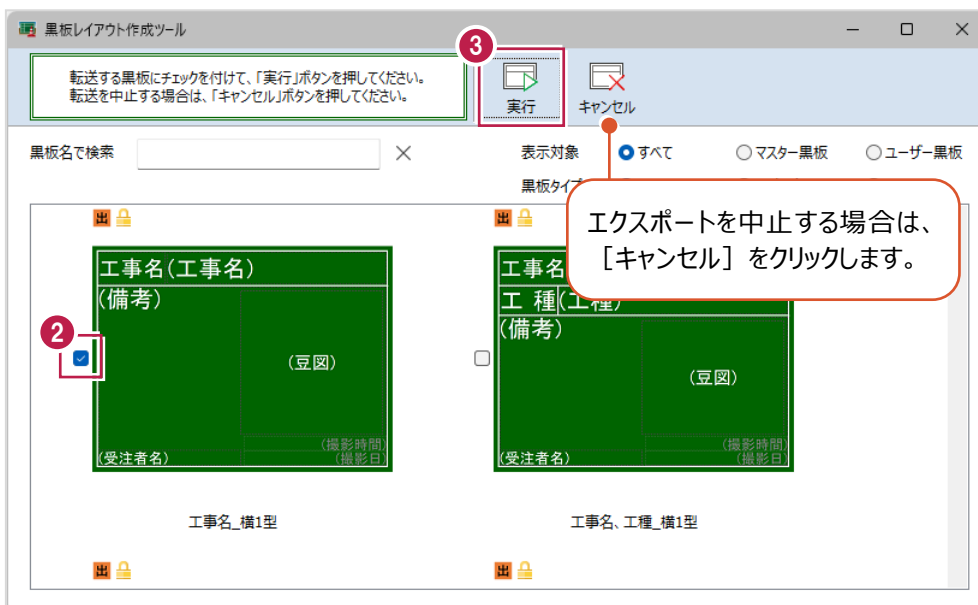 黒板レイアウト作成ツール
3
転送する黒板にチェックを付けて、「実行」ボタンを押してください。
転送を中止する場合は、「キャンセル」ボタンを押してください。
実行
キャンセル
黒板名で検索
表示対象
すべて
マスター黒板
ユーザー黒板
黒板タイプ
エクスポートを中止する場合は、
［キャンセル］をクリックします。
出
出
工事名(工事名)
(備考)
2
(豆図)
(撮影時間)
(受注者名)
(撮影日)
工事名_横1型
工事名
工 種(工種)
(備考)
(豆図)
(撮影時間)
(受注者名)
(撮影日)
工事名、工種_横1型
出
出